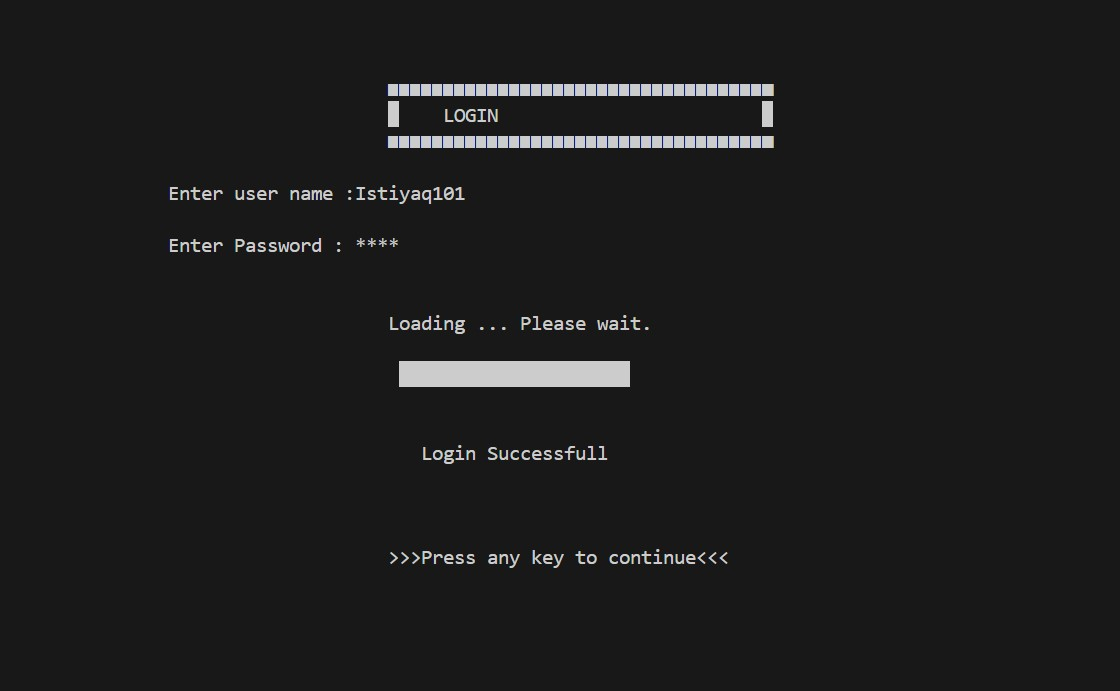 LOGIN
Enter user name :Istiyaq101
Enter Password : ****
Loading ... Please wait.
Login Successfull
>>>Press any key to continue<<<